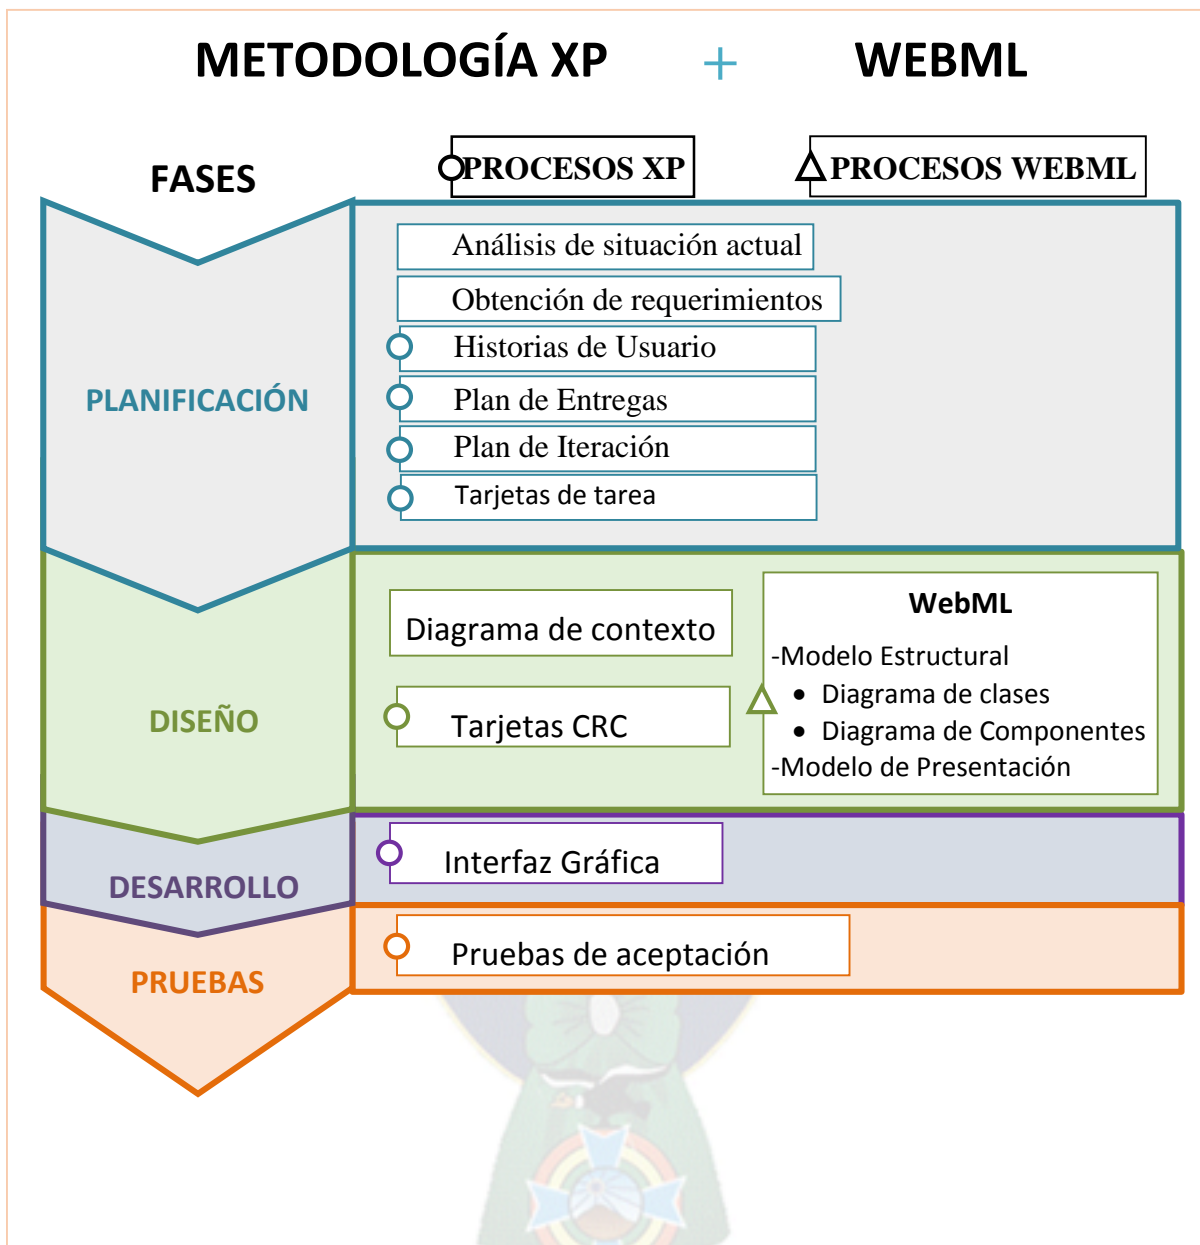 METODOLOGÍA XP + WEBML
FASES
PROCESOS XP
PROCESOS WEBML
PLANIFICACIÓN
Análisis de situación actual
Obtención de requerimientos
Historias de Usuario
Plan de Entregas
Plan de Iteración
Tarjetas de tarea
DISEÑO
Diagrama de contexto
Tarjetas CRC
WebML
-Modelo Estructural
• Diagrama de clases
• Diagrama de Componentes
-Modelo de Presentación
DESARROLLO
Interfaz Gráfica
PRUEBAS
Pruebas de aceptación